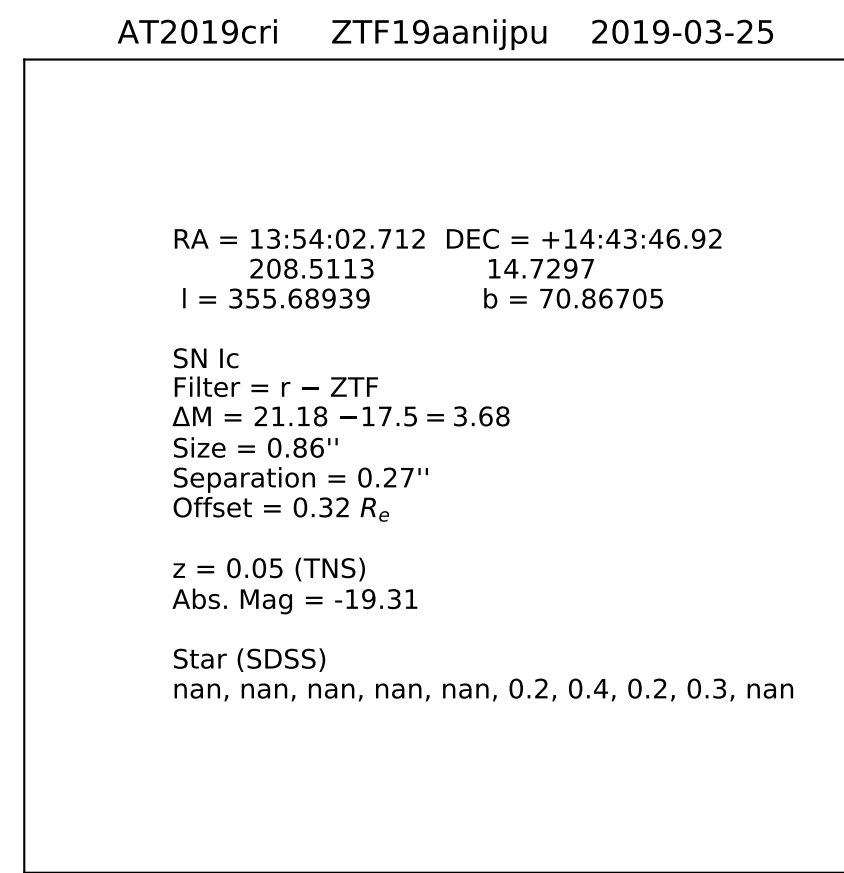 AT2019cri ZTF19aanijpu 2019-03-25
RA = 13:54:02.712 DEC = +14:43:46.92
208.5113 14.7297
l = 355.68939 b = 70.86705
SN Ic
Filter = r − ZTF
ΔM = 21.18 −17.5 = 3.68
Size = 0.86''
Separation = 0.27''
Offset = 0.32 Re
z = 0.05 (TNS)
Abs. Mag = -19.31
Star (SDSS)
nan, nan, nan, nan, nan, 0.2, 0.4, 0.2, 0.3, nan